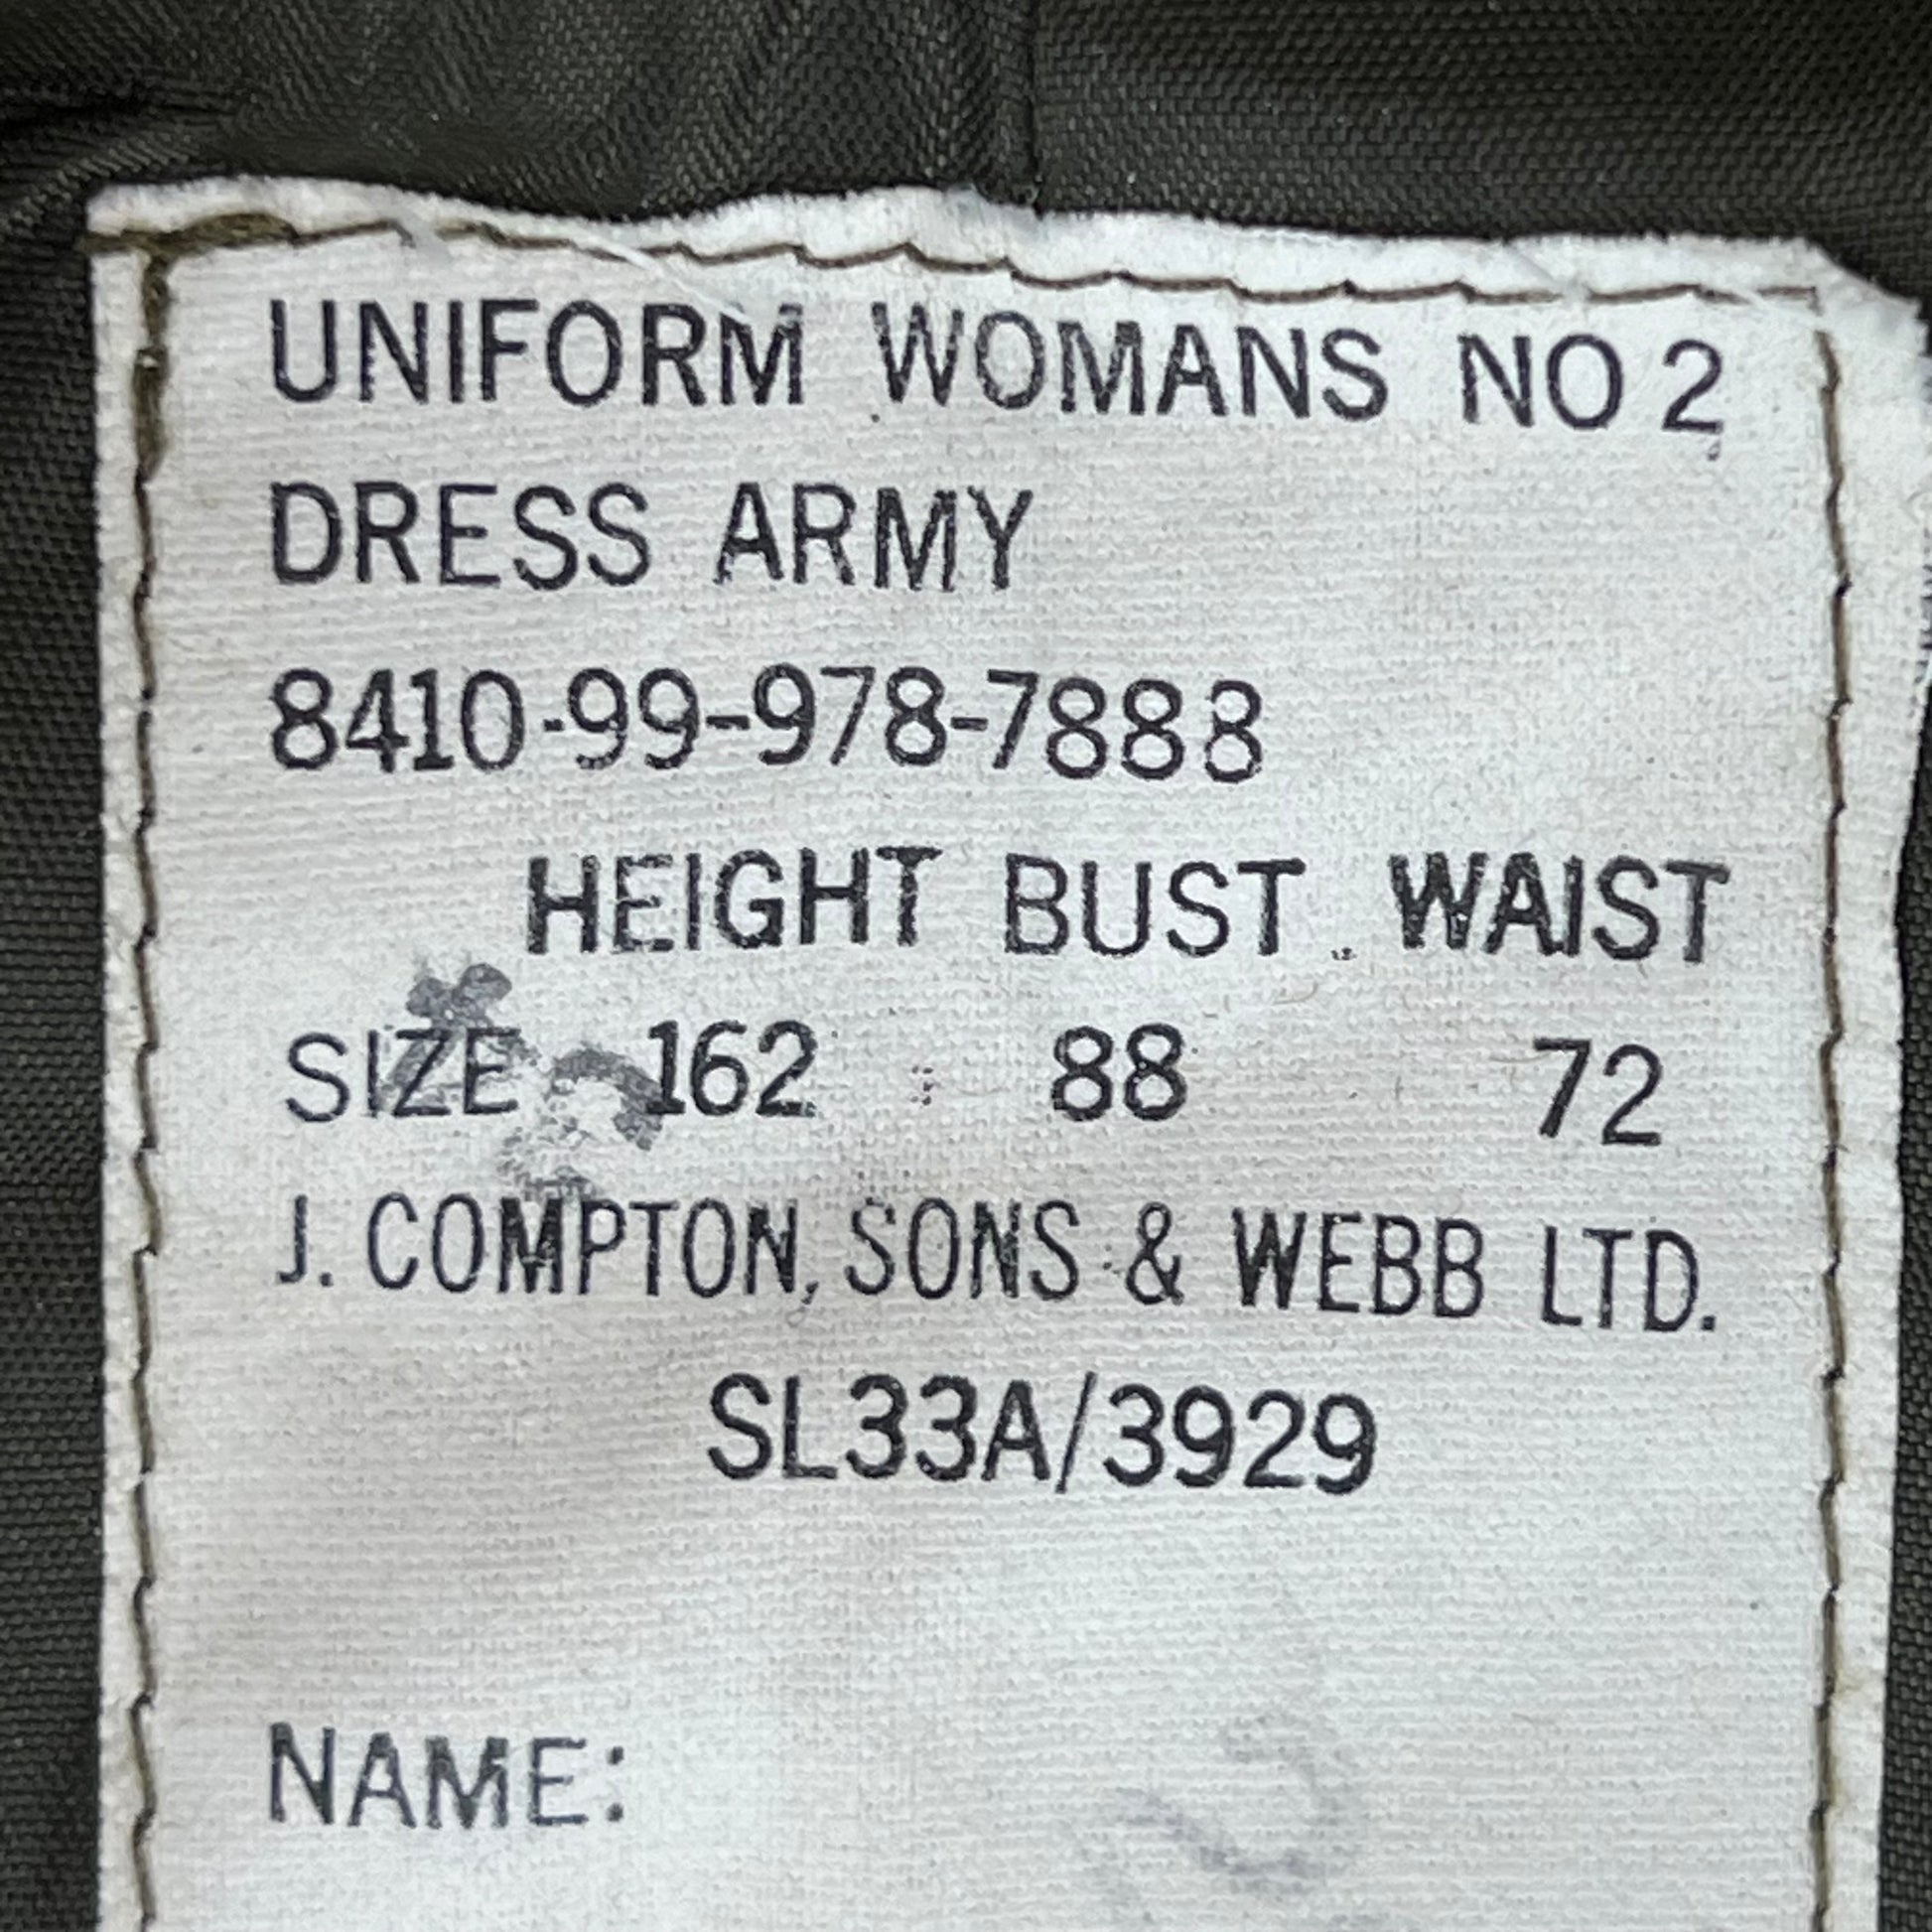 UNIFORM WOMANS NO 2
DRESS ARMY
8410-99-978-7888
HEIGHT BUST WAIST
SIZE 162 88 72
J. COMPTON, SONS & WEBB LTD.
SL33A/3929
NAME: